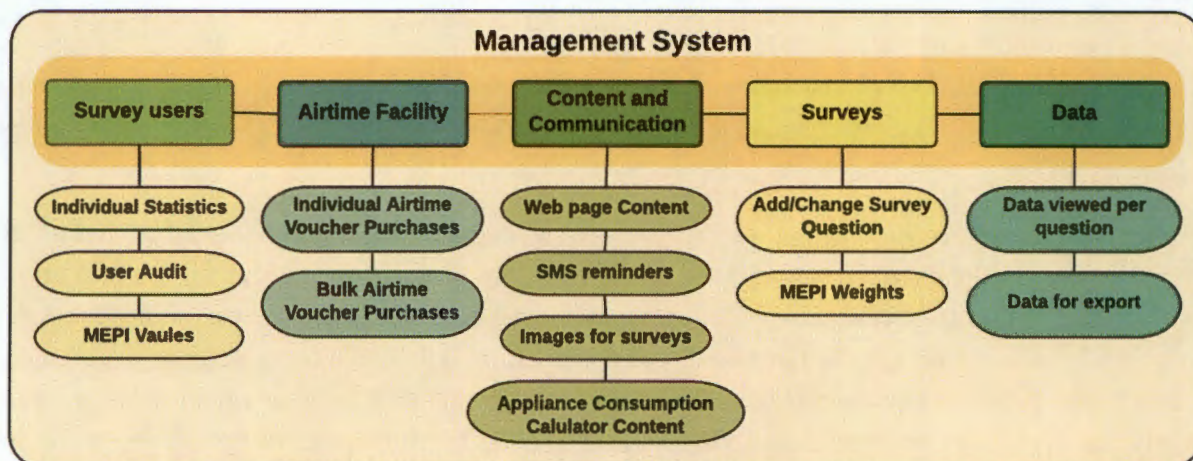 Management System
Survey users
Airtime Facility
Content and
Communication
Surveys
Data
Individual Statistics
User Audit
MEPI Vaules
Individual Airtime
Voucher Purchases
Bulk Airtime
Voucher Purchases
Web page Content
SMS reminders
Images for surveys
Appliance Consumption
Calulator Content
Add/Change Survey
Question
MEPI Weights
Data viewed per
question
Data for export